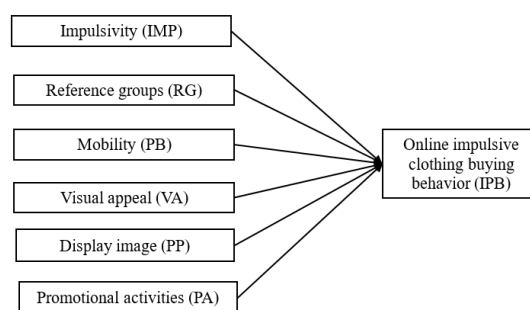 Impulsivity (IMP)
Reference groups (RG)
Mobility (PB)
Visual appeal (VA)
Display image (PP)
Promotional activities (PA)
Online impulsive
clothing buying
behavior (IPB)